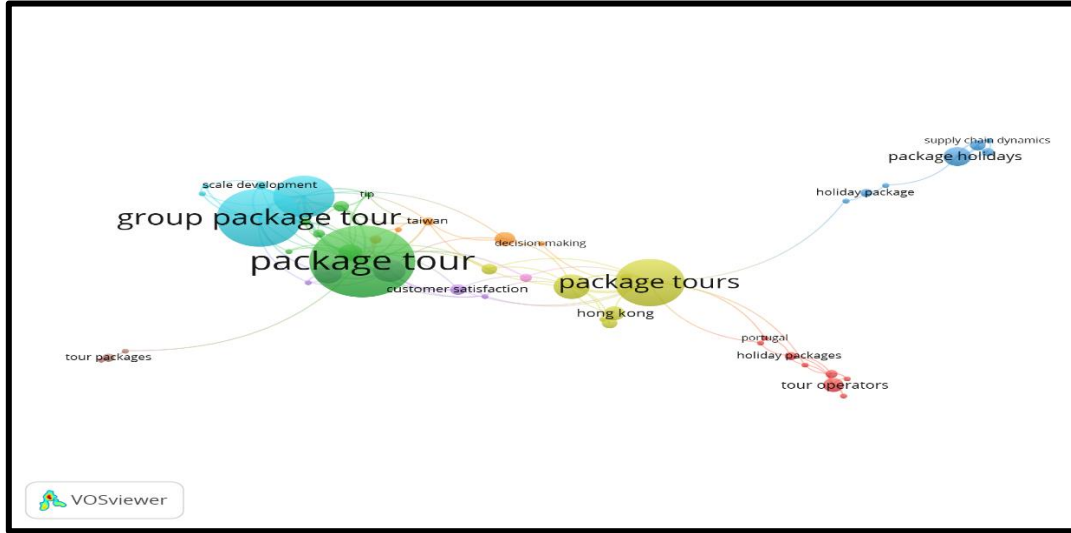 supply chain dynamics
package holidays
scale development
holiday package
tip
group package tour
taiwan
decision making
package tour
package tours
customer satisfaction
hong kong
portugal
tour packages
holiday packages
tour operators
VOSviewer